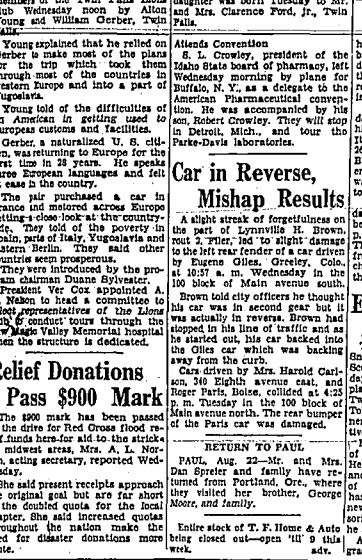 lub Wednesday noon by Allon
Young and William Gerber, Twin
Falls.
Young explained that he relied on
Gerber to make most of the plans
the trip which took them
through most of the countries in
western Europe and into a part of
Yugoslavia.
Young told of the difficulties of
American in getting used to
European customs and facilities.
Gerber, a naturalized U. S. citi-
zen, was returning to Europe for the
first time in 28 years. He speaks
three European languages and felt
ease in the country.
The pair purchased a car in
France and motored across Europe
getting a close look at the country-
side. They told of the poverty in
Spain, parts of Italy, Yugoslavia and
western Berlin. They said other
countries seem prosperous.
They were introduced by the pro-
gram chairman Duane Sylvester.
President Ver Cox appointed A.
Nelson to head a committee to
representatives of the Lions
to conduct tours through the
Magic Valley Memorial hospital
when the structure is dedicated.
Relief Donations
Pass $900 Mark
The $900 mark has been passed
the drive for Red Cross flood re-
lief funds here for aid to the strick-
midwest areas, Mrs. A. L. Nor-
acting secretary, reported Wed-
nesday.
She said present receipts approach
original goal but are far short
the doubled quota for the local
chapter. She said increased quotas
throughout the nation make the
for disaster donations more
daughter was born Tuesday to Mr.
and Mrs. Clarence Ford, jr., Twin
Falls.
Attends Convention
S. L. Crowley, president of the
Idaho State board of pharmacy, left
Wednesday morning by plane for
Buffalo, N. Y., as a delegate to the
American Pharmaceutical conven-
tion. He was accompanied by his
son, Robert Crowley. They will stop
in Detroit, Mich., and tour the
Parke-Davis laboratories.
Car in Reverse,
Mishap Results
A slight streak of forgetfulness on
the part of Lynnville H. Brown,
rout 2, Filer, led to slight damage
to the left rear fender of a car driven
by Eugene Giles, Greeley, Colo.,
at 10:57 a. m. Wednesday in the
100 block of Main avenue south.
Brown told city officers he thought
his car was in second gear but it
was actually in reverse. Brown had
stopped in his line of traffic and as
he started out, his car backed into
the Giles car which was backing
away from the curb.
Cars driven by Mrs. Harold Carl-
son, 340 Eighth avenue east, and
Roger Paris, Boise, collided at 4:25
p. m. Tuesday in the 100 block of
Main avenue north. The rear bumper
of the Paris car was damaged.
RETURN TO PAUL
PAUL, Aug. 22—Mr. and Mrs.
Dan Spreier and family have re-
turned from Portland, Ore., where
they visited her brother, George
Moore, and family.
Entire stock of T. F. Home & Auto
being closed out—open 'til 9 this
week. adv.